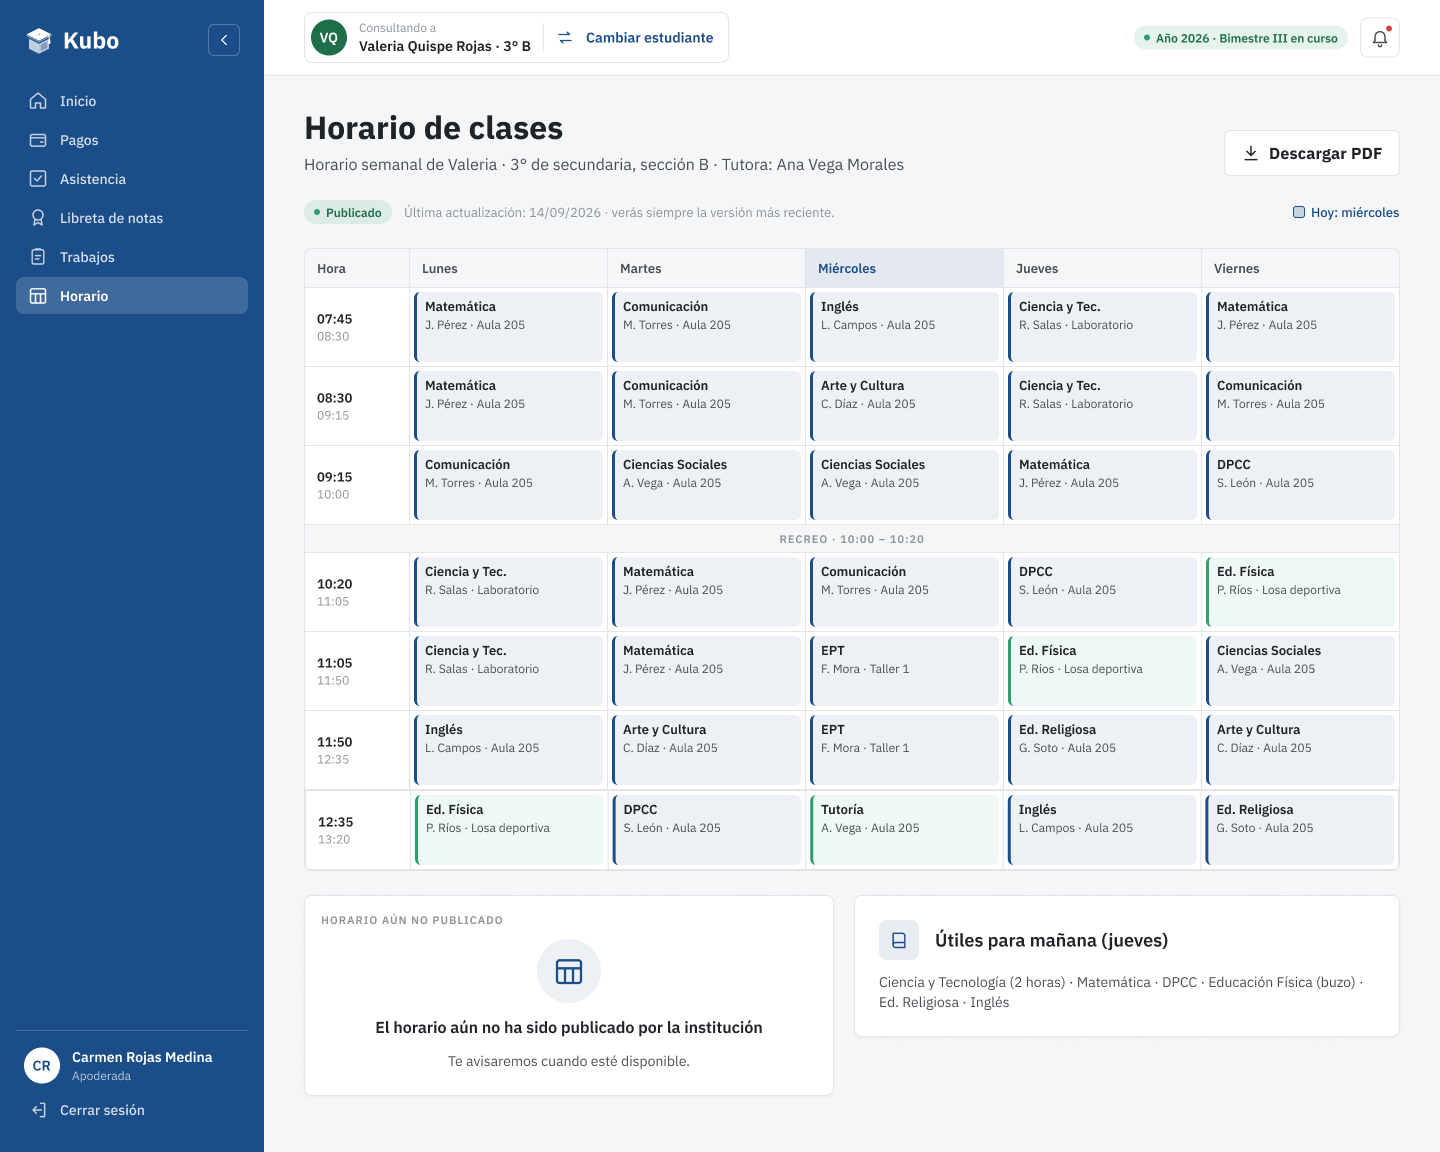 Kubo
Inicio
Pagos
Asistencia
Libreta de notas
Trabajos
Horario
Carmen Rojas Medina
CR
Apoderada
Cerrar sesión
VQ
Consultando a
Valeria Quispe Rojas · 3° B
Cambiar estudiante
Año 2026 · Bimestre III en curso
Horario de clases
Horario semanal de Valeria · 3° de secundaria, sección B · Tutora: Ana Vega Morales
Descargar PDF
Publicado
Última actualización: 14/09/2026 · verás siempre la versión más reciente.
Hoy: miércoles
Hora Lunes Martes Miércoles Jueves Viernes
07:45 Matemática Comunicación Inglés Ciencia y Tec. Matemática
08:30 J. Pérez · Aula 205 M. Torres · Aula 205 L. Campos · Aula 205 R. Salas · Laboratorio J. Pérez · Aula 205
08:30 Matemática Comunicación Arte y Cultura Ciencia y Tec. Comunicación
09:15 J. Pérez · Aula 205 M. Torres · Aula 205 C. Díaz · Aula 205 R. Salas · Laboratorio M. Torres · Aula 205
09:15 Comunicación Ciencias Sociales Ciencias Sociales Matemática DPCC
10:00 M. Torres · Aula 205 A. Vega · Aula 205 A. Vega · Aula 205 J. Pérez · Aula 205 S. León · Aula 205
RECREO · 10:00 – 10:20
10:20 Ciencia y Tec. Matemática Comunicación DPCC Ed. Física
11:05 R. Salas · Laboratorio J. Pérez · Aula 205 M. Torres · Aula 205 S. León · Aula 205 P. Ríos · Losa deportiva
11:05 Ciencia y Tec. Matemática EPT Ed. Física Ciencias Sociales
11:50 R. Salas · Laboratorio J. Pérez · Aula 205 F. Mora · Taller 1 P. Ríos · Losa deportiva A. Vega · Aula 205
11:50 Inglés Arte y Cultura EPT Ed. Religiosa Arte y Cultura
12:35 L. Campos · Aula 205 C. Díaz · Aula 205 F. Mora · Taller 1 G. Soto · Aula 205 C. Díaz · Aula 205
12:35 Ed. Física DPCC Tutoría Inglés Ed. Religiosa
13:20 P. Ríos · Losa deportiva S. León · Aula 205 A. Vega · Aula 205 L. Campos · Aula 205 G. Soto · Aula 205
HORARIO AÚN NO PUBLICADO
El horario aún no ha sido publicado por la institución
Te avisaremos cuando esté disponible.
Útiles para mañana (jueves)
Ciencia y Tecnología (2 horas) · Matemática · DPCC · Educación Física (buzo) ·
Ed. Religiosa · Inglés